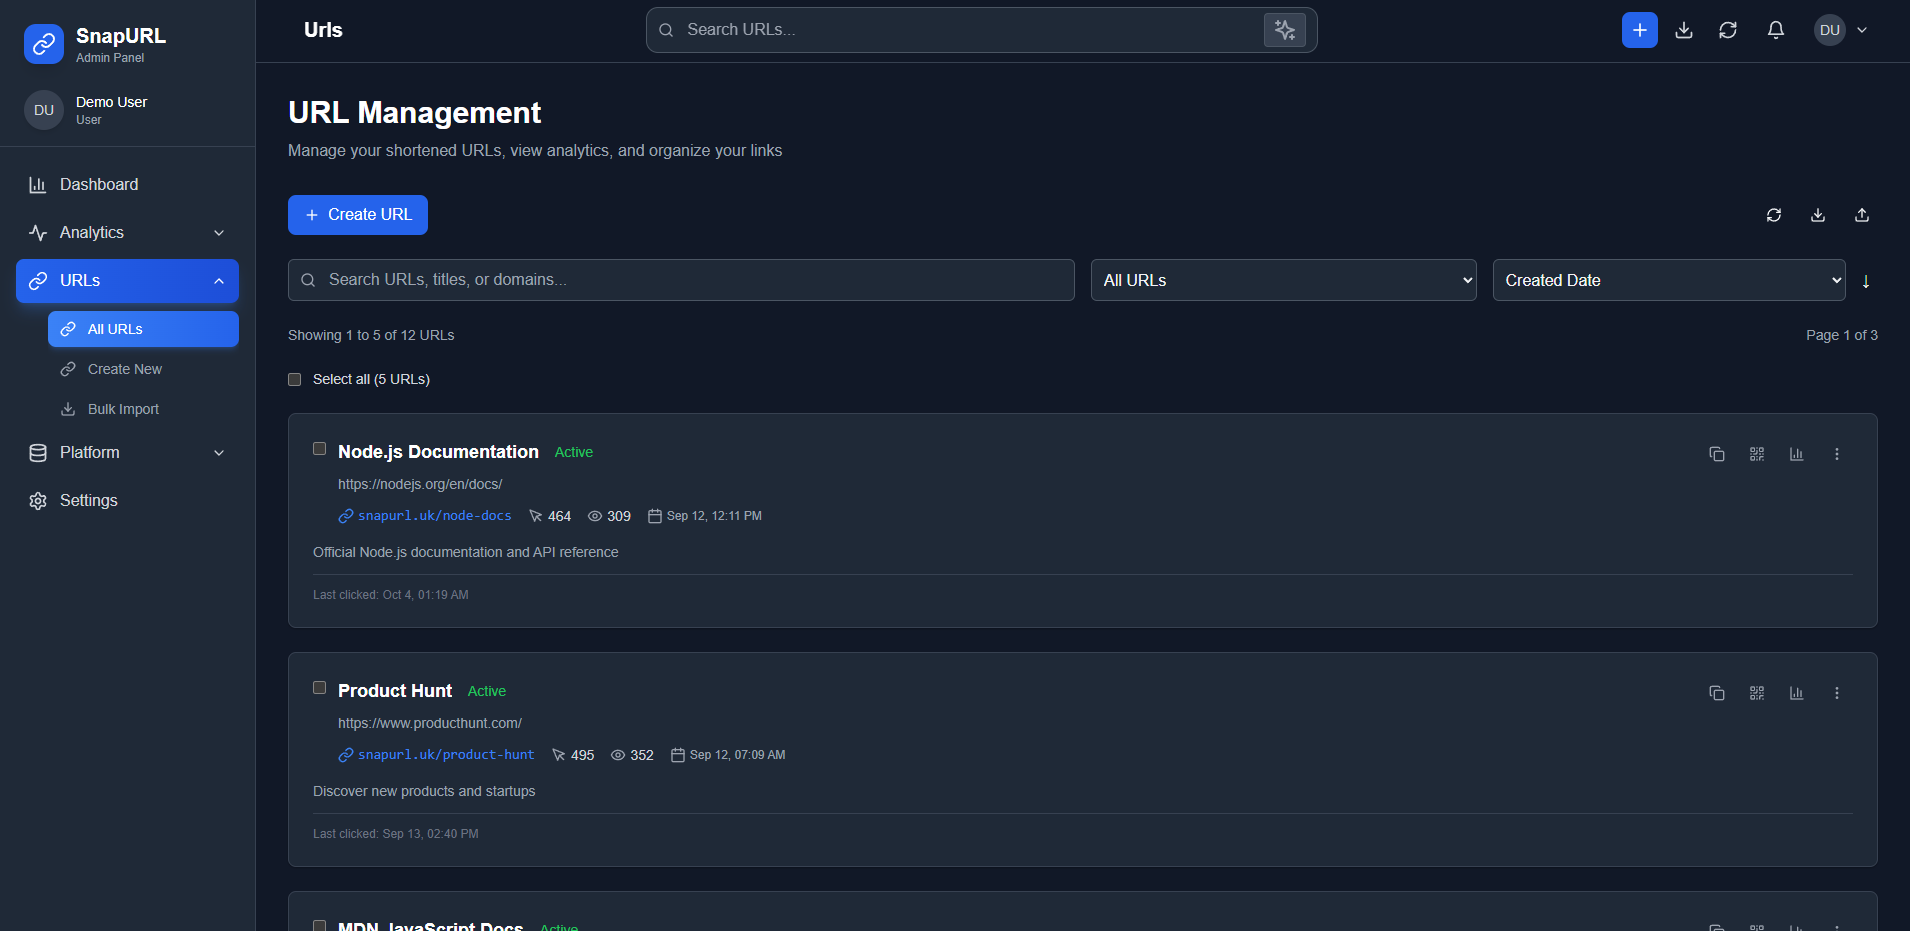 SnapURL
Admin Panel
DU
Demo User
User
Dashboard
Analytics
URLs
All URLs
Create New
Bulk Import
Platform
Settings
Urls
Search URLs...
DU
URL Management
Manage your shortened URLs, view analytics, and organize your links
Create URL
Search URLs, titles, or domains...
All URLs
Created Date
↓
Showing 1 to 5 of 12 URLs
Page 1 of 3
Select all (5 URLs)
Node.js Documentation Active
https://nodejs.org/en/docs/
snapurl.uk/node-docs 464 309 Sep 12, 12:11 PM
Official Node.js documentation and API reference
Last clicked: Oct 4, 01:19 AM
Product Hunt Active
https://www.producthunt.com/
snapurl.uk/product-hunt 495 352 Sep 12, 07:09 AM
Discover new products and startups
Last clicked: Sep 13, 02:40 PM
MDN JavaScript Docs Active